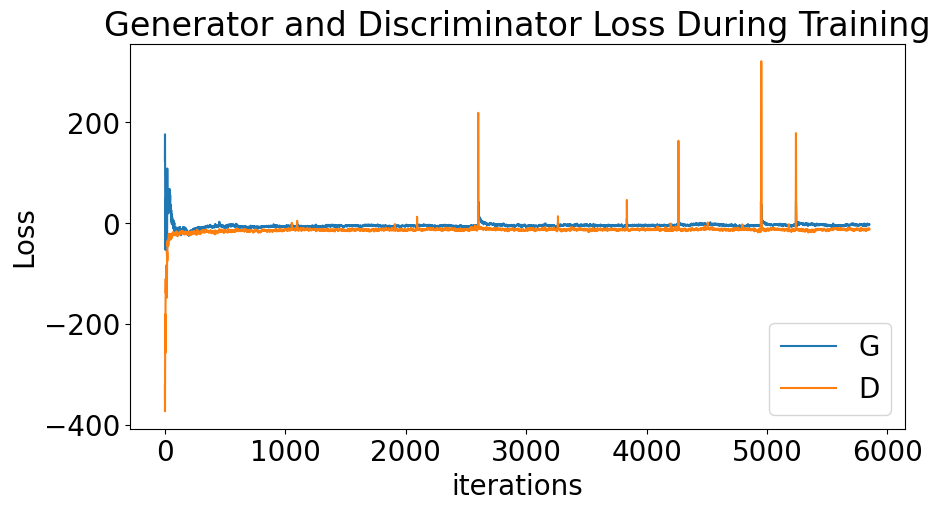 Generator and Discriminator Loss During Training
200
0
−200
−400
Loss
0 1000 2000 3000 4000 5000 6000
iterations
G
D